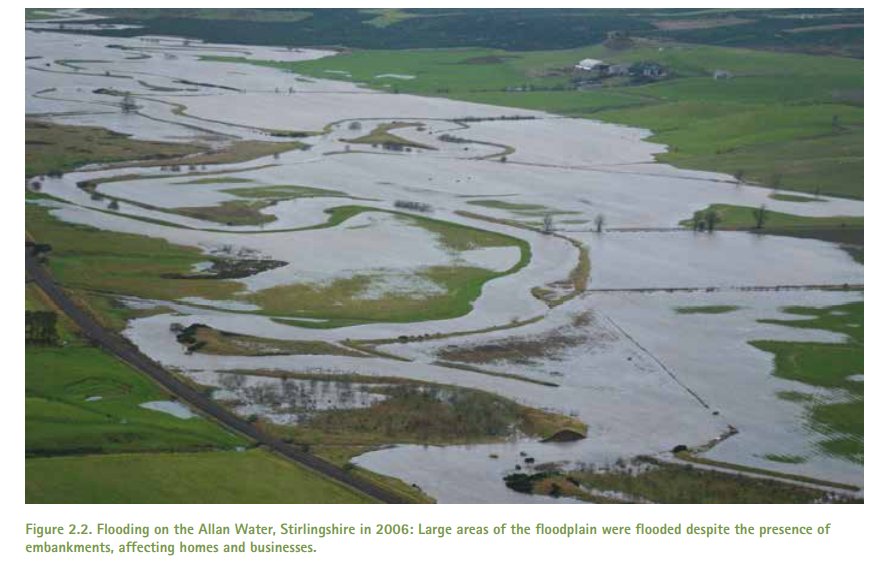 Figure 2.2. Flooding on the Allan Water, Stirlingshire in 2006: Large areas of the floodplain were flooded despite the presence of
embankments, affecting homes and businesses.